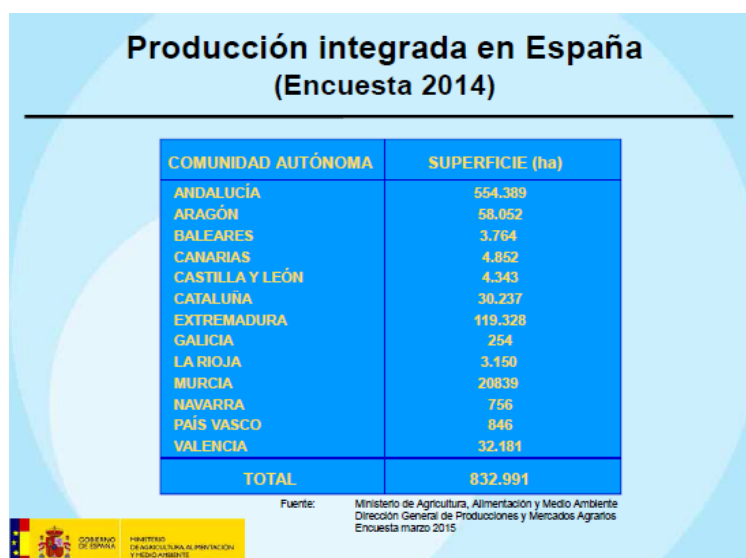 Producción integrada en España
(Encuesta 2014)
COMUNIDAD AUTÓNOMA SUPERFICIE (ha)
ANDALUCÍA 554.389
ARAGÓN 58.052
BALEARES 3.764
CANARIAS 4.852
CASTILLA Y LEÓN 4.343
CATALUÑA 30.237
EXTREMADURA 119.328
GALICIA 254
LA RIOJA 3.150
MURCIA 20839
NAVARRA 756
PAÍS VASCO 846
VALENCIA 32.181
TOTAL 832.991
Fuente: Ministerio de Agricultura, Alimentación y Medio Ambiente
Dirección General de Producciones y Mercados Agrarios
Encuesta marzo 2015
GOBIERNO
DE ESPAÑA
MINISTERIO
DE AGRICULTURA, ALIMENTACIÓN
Y MEDIO AMBIENTE